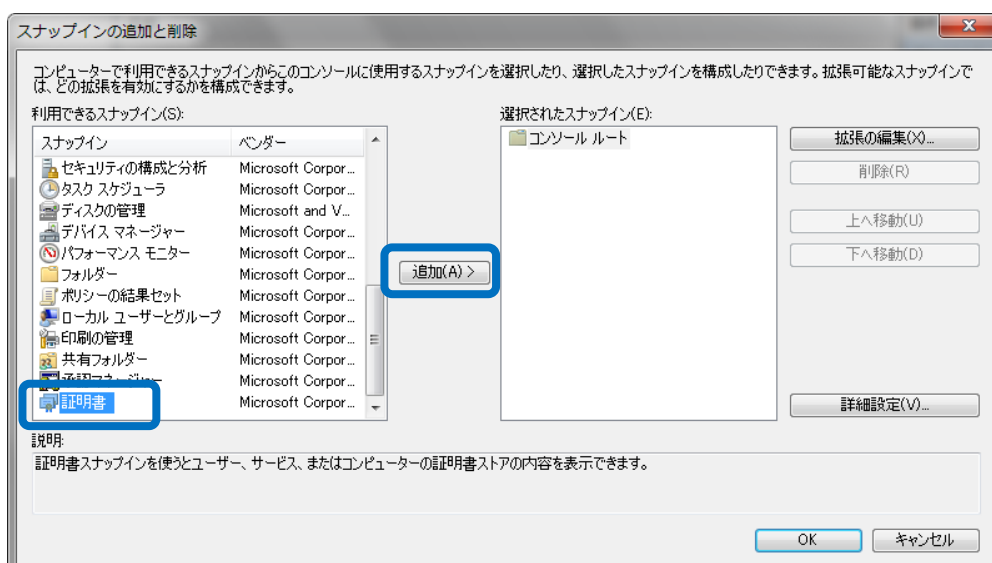 スナップインの追加と削除
コンピューターで利用できるスナップインからこのコンソールに使用するスナップインを選択したり、選択したスナップインを構成したりできます。拡張可能なスナップインで
は、どの拡張を有効にするかを構成できます。
利用できるスナップイン(S):
スナップイン ベンダー
セキュリティの構成と分析 Microsoft Corpor...
タスク スケジューラ Microsoft Corpor...
ディスクの管理 Microsoft and V...
デバイス マネージャー Microsoft Corpor...
パフォーマンス モニター Microsoft Corpor...
フォルダー Microsoft Corpor...
ポリシーの結果セット Microsoft Corpor...
ローカル ユーザーとグループ Microsoft Corpor...
印刷の管理 Microsoft Corpor...
共有フォルダー Microsoft Corpor...
承認マネージャー Microsoft Corpor...
証明書 Microsoft Corpor...
追加(A) >
選択されたスナップイン(E):
コンソール ルート
拡張の編集(X)...
削除(R)
上へ移動(U)
下へ移動(D)
詳細設定(V)...
説明:
証明書スナップインを使うとユーザー、サービス、またはコンピューターの証明書ストアの内容を表示できます。
OK
キャンセル